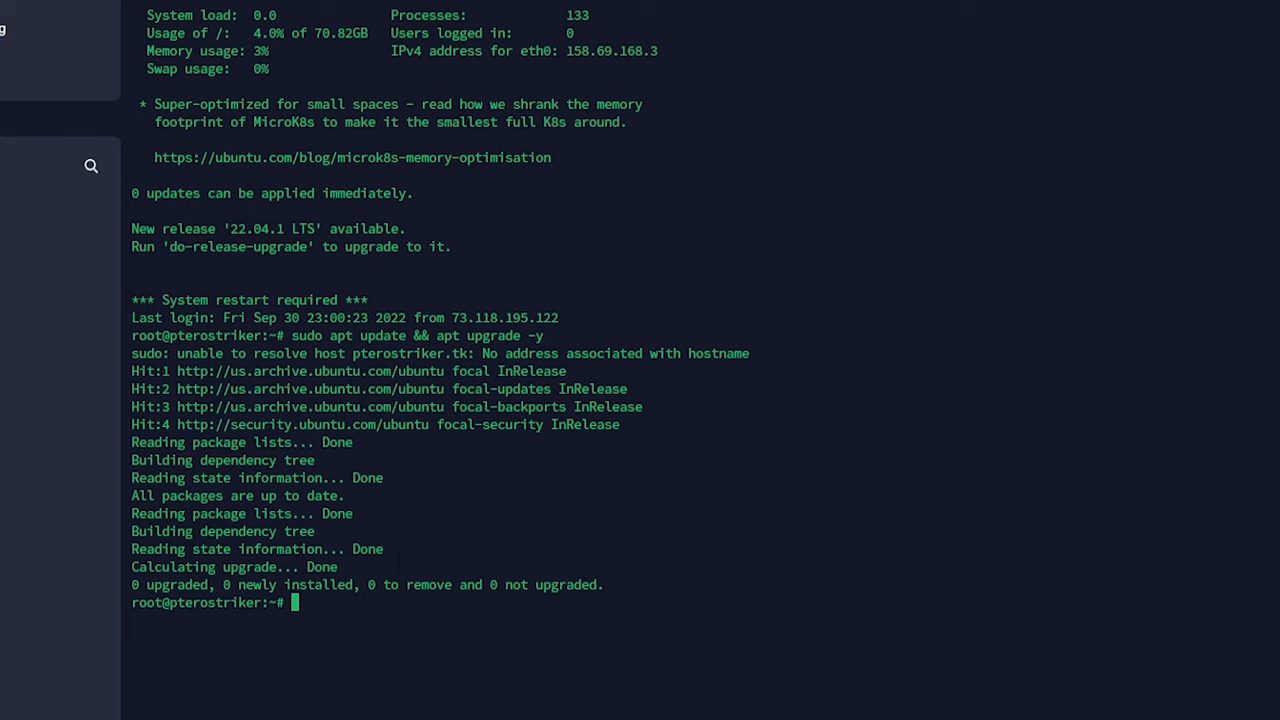 System load: 0.0 Processes: 133
g
Usage of /: 4.0% of 70.82GB Users logged in: 0
Memory usage: 3% IPv4 address for eth0: 158.69.168.3
Swap usage: 0%
* Super-optimized for small spaces - read how we shrank the memory
footprint of MicroK8s to make it the smallest full K8s around.
https://ubuntu.com/blog/microk8s-memory-optimisation
0 updates can be applied immediately.
New release '22.04.1 LTS' available.
Run 'do-release-upgrade' to upgrade to it.
*** System restart required ***
Last login: Fri Sep 30 23:00:23 2022 from 73.118.195.122
root@pterostriker:~# sudo apt update && apt upgrade -y
sudo: unable to resolve host pterostriker.tk: No address associated with hostname
Hit:1 http://us.archive.ubuntu.com/ubuntu focal InRelease
Hit:2 http://us.archive.ubuntu.com/ubuntu focal-updates InRelease
Hit:3 http://us.archive.ubuntu.com/ubuntu focal-backports InRelease
Hit:4 http://security.ubuntu.com/ubuntu focal-security InRelease
Reading package lists... Done
Building dependency tree
Reading state information... Done
All packages are up to date.
Reading package lists... Done
Building dependency tree
Reading state information... Done
Calculating upgrade... Done
0 upgraded, 0 newly installed, 0 to remove and 0 not upgraded.
root@pterostriker:~#